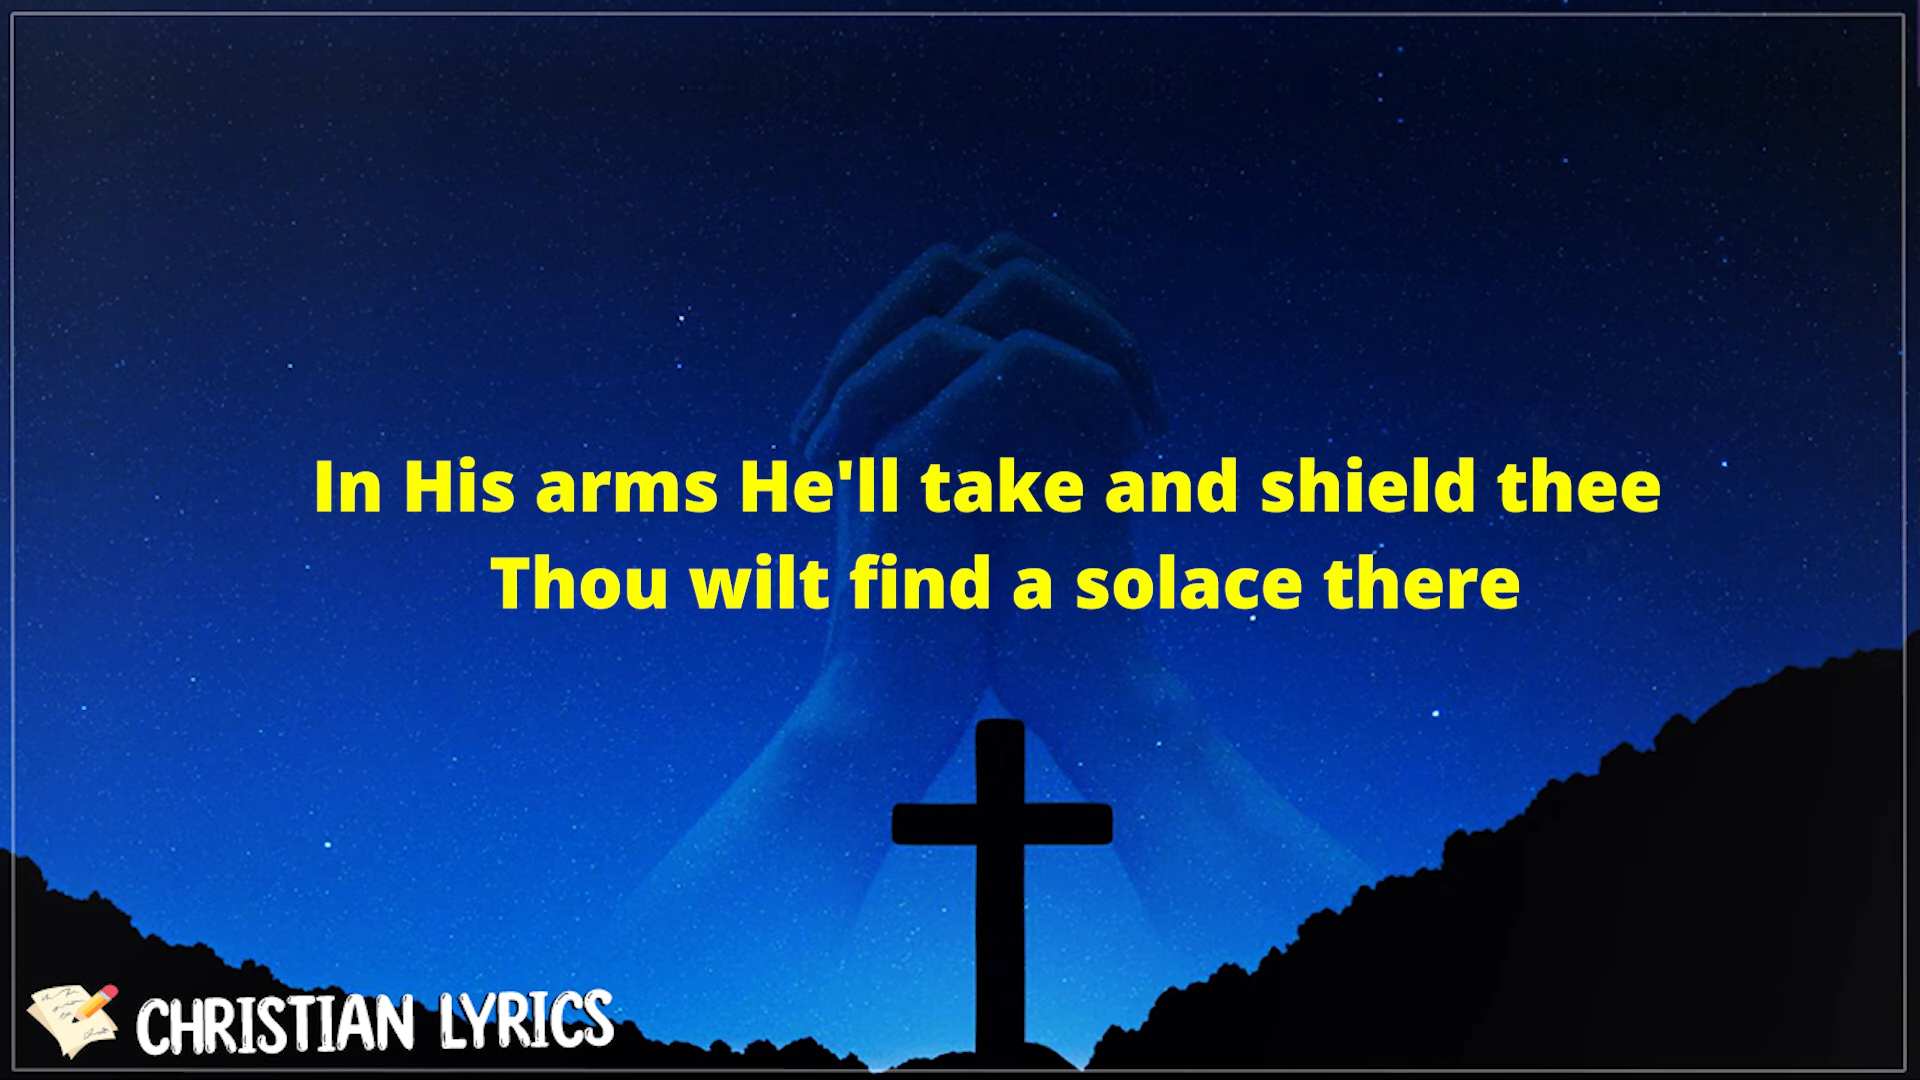 In His arms He'll take and shield thee
Thou wilt find a solace there
CHRISTIAN LYRICS